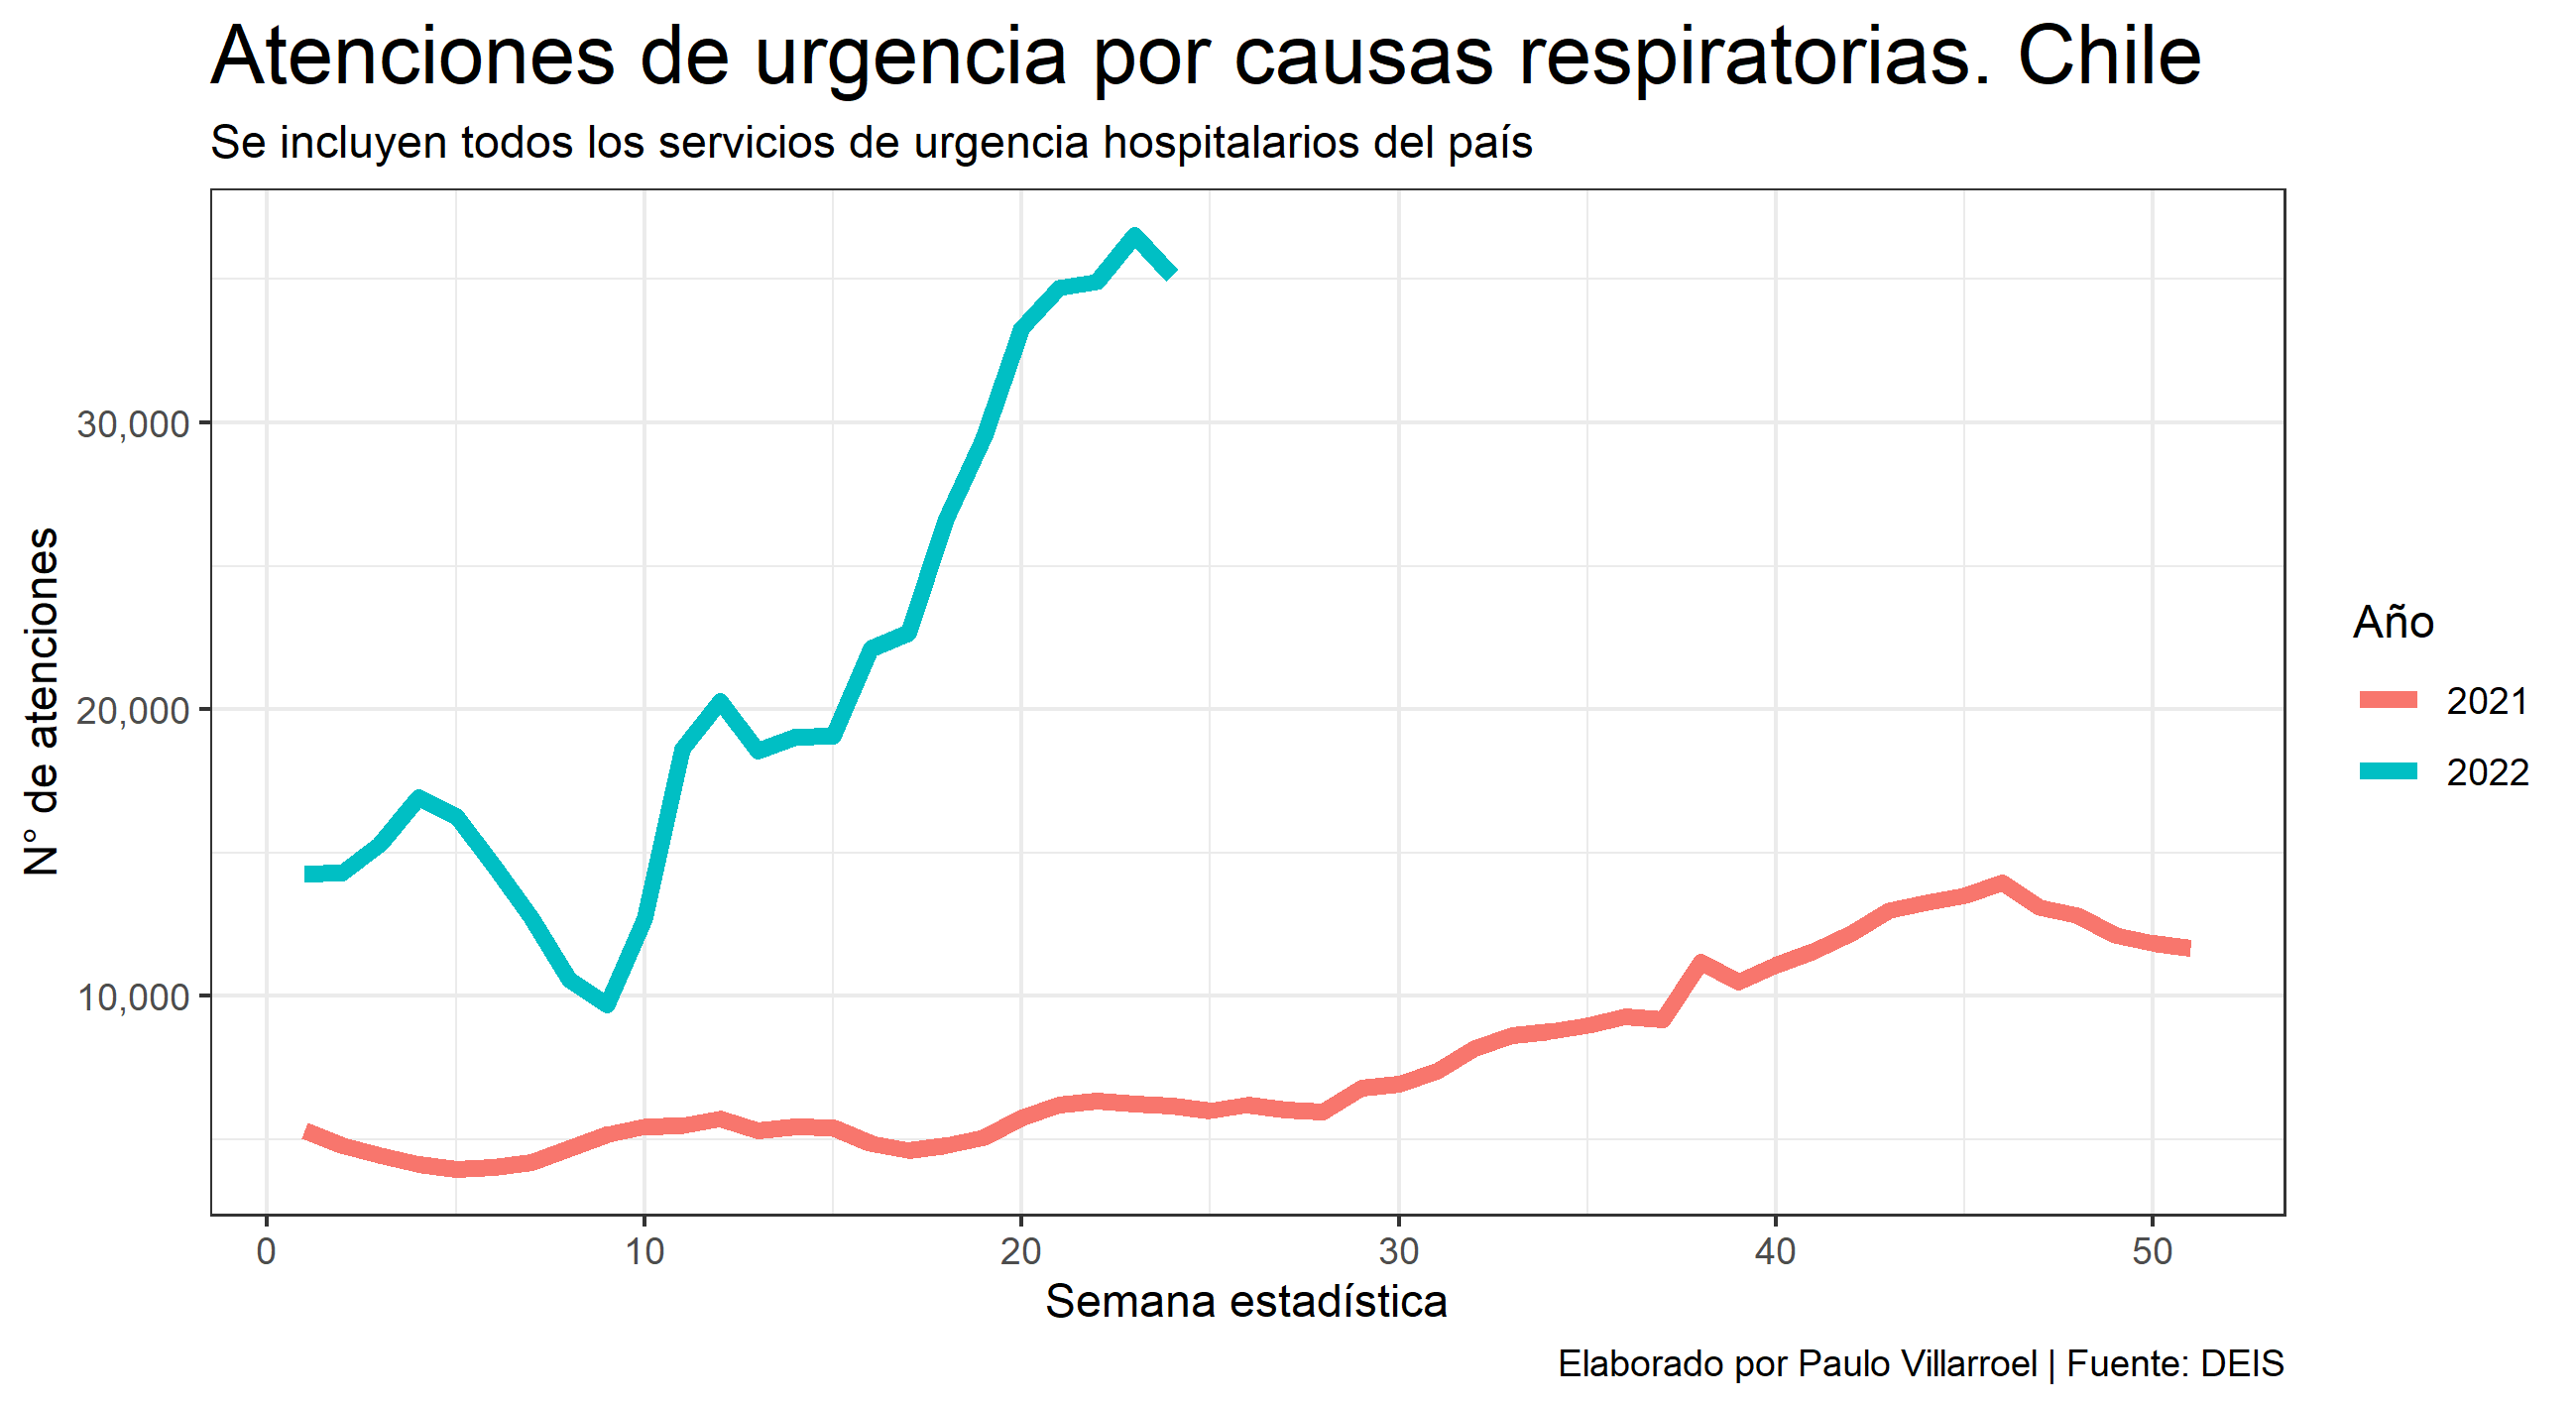 Atenciones de urgencia por causas respiratorias. Chile
Se incluyen todos los servicios de urgencia hospitalarios del país
N° de atenciones
30,000
20,000
10,000
0
10
20
30
40
50
Semana estadística
Año
2021
2022
Elaborado por Paulo Villarroel | Fuente: DEIS